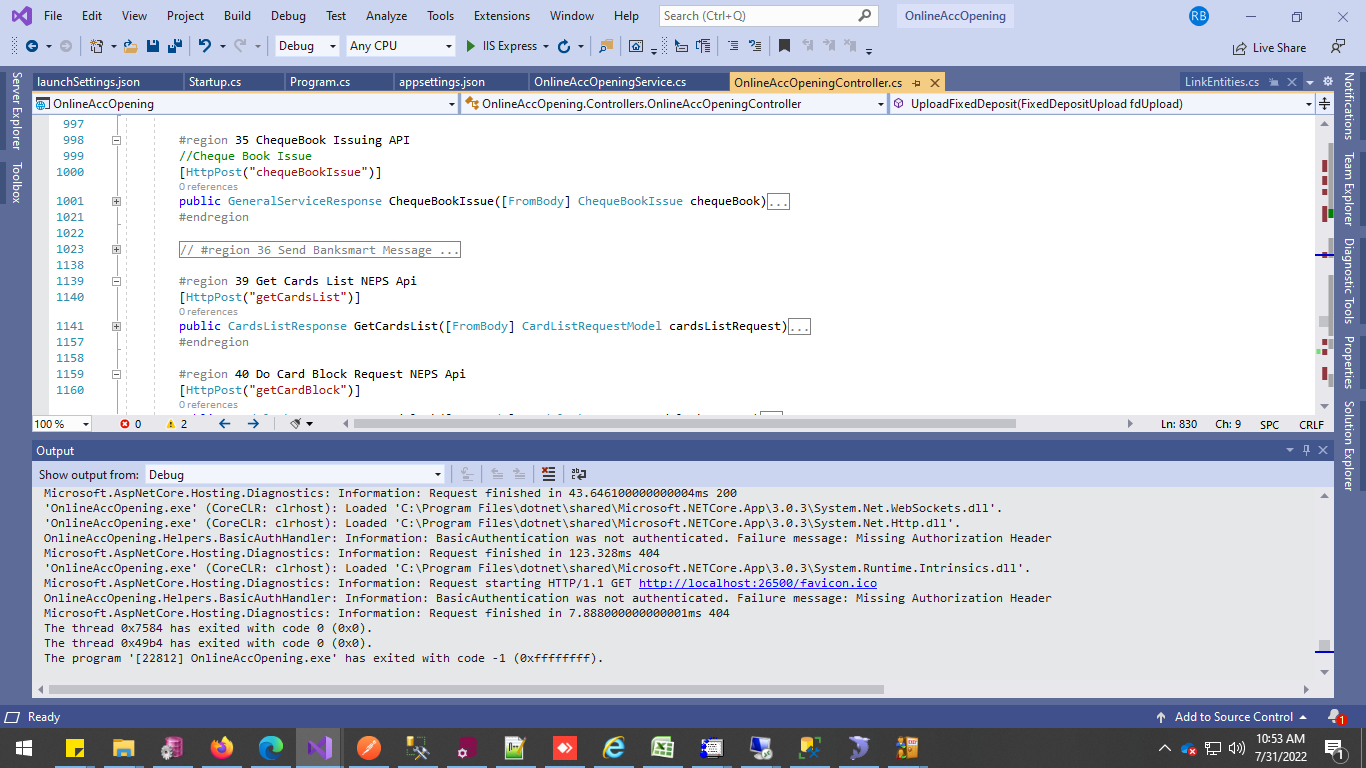 File Edit View Project Build Debug Test Analyze Tools Extensions Window Help Search (Ctrl+Q) OnlineAccOpening RB
Debug Any CPU IIS Express Live Share
launchSettings.json Startup.cs Program.cs appsettings.json OnlineAccOpeningService.cs OnlineAccOpeningController.cs LinkEntities.cs
OnlineAccOpening OnlineAccOpening.Controllers.OnlineAccOpeningController UploadFixedDeposit(FixedDepositUpload fdUpload)
Server Explorer
Toolbox
Notifications
Team Explorer
Diagnostic Tools
Properties
Solution Explorer
997
998 #region 35 ChequeBook Issuing API
999 //Cheque Book Issue
1000 [HttpPost("chequeBookIssue")]
0 references
1001 public GeneralServiceResponse ChequeBookIssue([FromBody] ChequeBookIssue chequeBook)...
1021 #endregion
1022
1023 // #region 36 Send Banksmart Message ...
1138
1139 #region 39 Get Cards List NEPS Api
1140 [HttpPost("getCardsList")]
0 references
1141 public CardsListResponse GetCardsList([FromBody] CardListRequestModel cardsListRequest)...
1157 #endregion
1158
1159 #region 40 Do Card Block Request NEPS Api
1160 [HttpPost("getCardBlock")]
0 references
100 % 0 2 Ln: 830 Ch: 9 SPC CRLF
Output
Show output from: Debug
Microsoft.AspNetCore.Hosting.Diagnostics: Information: Request finished in 43.646100000000004ms 200
'OnlineAccOpening.exe' (CoreCLR: clrhost): Loaded 'C:\Program Files\dotnet\shared\Microsoft.NETCore.App\3.0.3\System.Net.WebSockets.dll'.
'OnlineAccOpening.exe' (CoreCLR: clrhost): Loaded 'C:\Program Files\dotnet\shared\Microsoft.NETCore.App\3.0.3\System.Net.Http.dll'.
OnlineAccOpening.Helpers.BasicAuthHandler: Information: BasicAuthentication was not authenticated. Failure message: Missing Authorization Header
Microsoft.AspNetCore.Hosting.Diagnostics: Information: Request finished in 123.328ms 404
'OnlineAccOpening.exe' (CoreCLR: clrhost): Loaded 'C:\Program Files\dotnet\shared\Microsoft.NETCore.App\3.0.3\System.Runtime.Intrinsics.dll'.
Microsoft.AspNetCore.Hosting.Diagnostics: Information: Request starting HTTP/1.1 GET http://localhost:26500/favicon.ico
OnlineAccOpening.Helpers.BasicAuthHandler: Information: BasicAuthentication was not authenticated. Failure message: Missing Authorization Header
Microsoft.AspNetCore.Hosting.Diagnostics: Information: Request finished in 7.888000000000001ms 404
The thread 0x7584 has exited with code 0 (0x0).
The thread 0x49b4 has exited with code 0 (0x0).
The program '[22812] OnlineAccOpening.exe' has exited with code -1 (0xffffffff).
Ready Add to Source Control 1
10:53 AM
7/31/2022
1